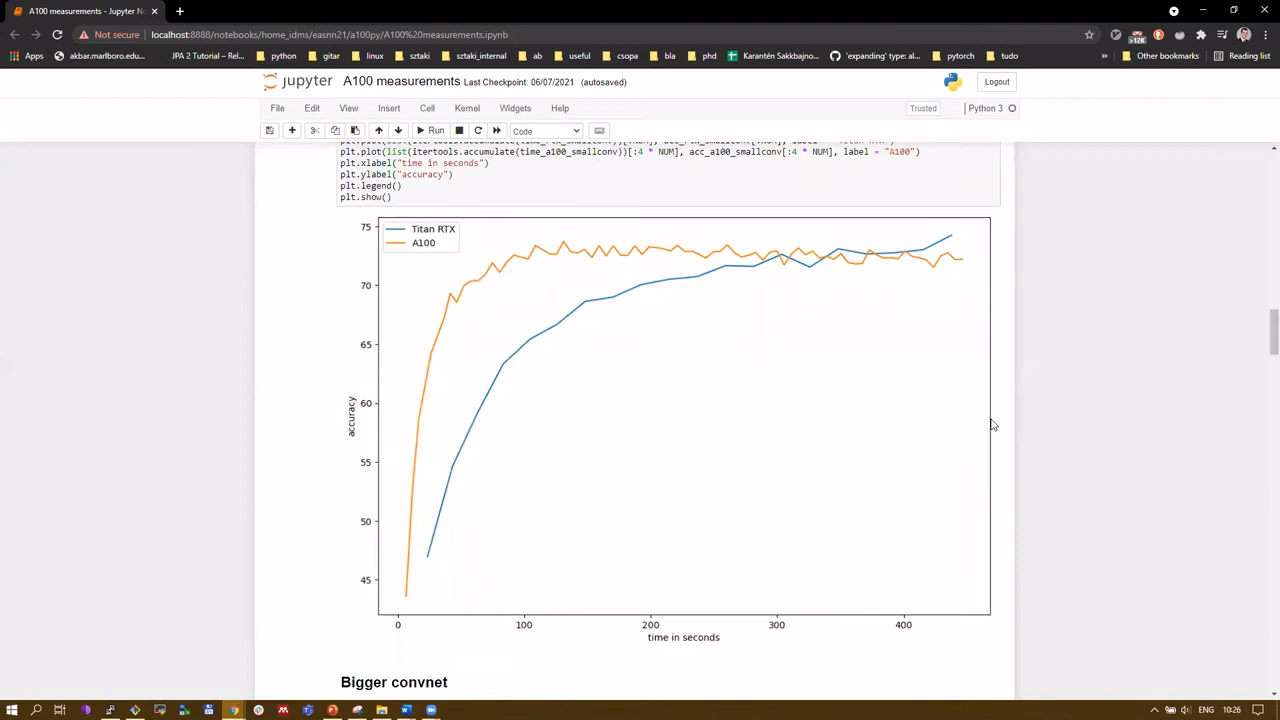 A100 measurements - Jupyter N
Not secure
localhost:8888/notebooks/home_idms/easnn21/a100py/A100%20measurements.ipynb
Apps
akbar.marlboro.edu...
JPA 2 Tutorial – Rel...
python
gitar
linux
sztaki
sztaki_internal
ab
useful
csopa
bla
phd
Karantén Sakkbajno...
'expanding' type: al...
pytorch
tudo
»
Other bookmarks
Reading list
jupyter
A100 measurements Last Checkpoint: 06/07/2021 (autosaved)
Logout
File Edit View Insert Cell Kernel Widgets Help
Trusted
Python 3
Run
Code
plt.plot(list(itertools.accumulate(time_a100_smallconv))[:4 * NUM], acc_a100_smallconv[:4 * NUM], label = "A100")
plt.xlabel("time in seconds")
plt.ylabel("accuracy")
plt.legend()
plt.show()
Titan RTX
A100
75
70
65
60
55
50
45
accuracy
0 100 200 300 400
time in seconds
Bigger convnet
ENG
10:26